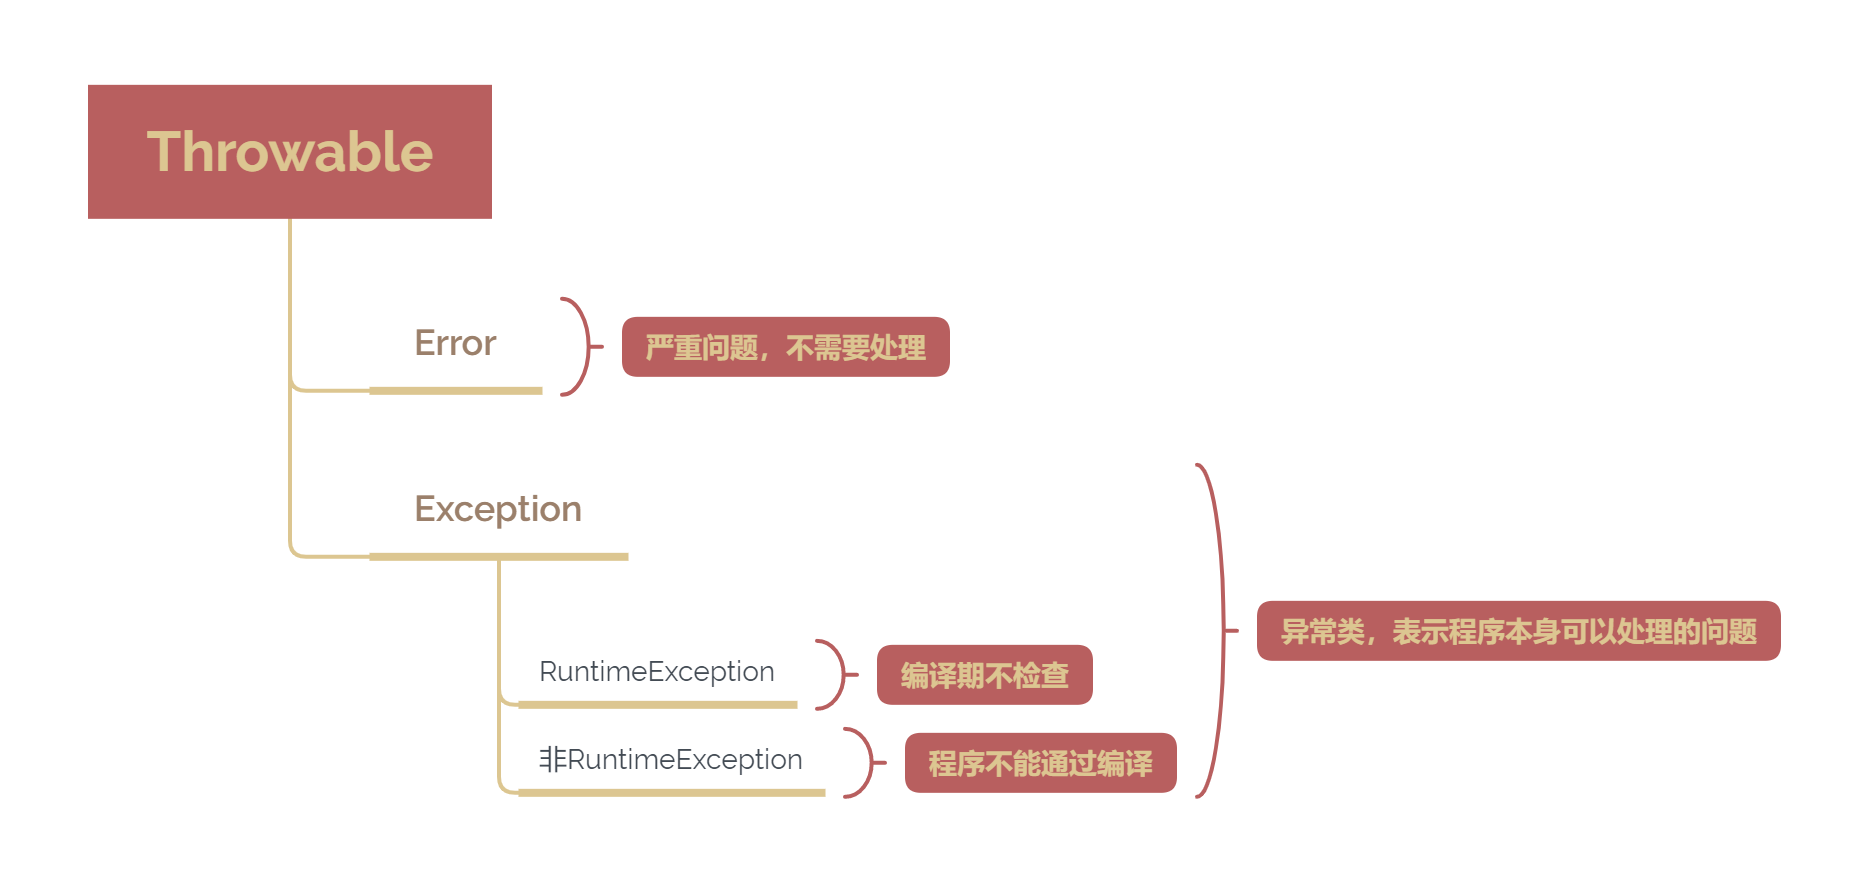 Throwable
Error
严重问题，不需要处理
Exception
RuntimeException
编译期不检查
非RuntimeException
程序不能通过编译
异常类，表示程序本身可以处理的问题